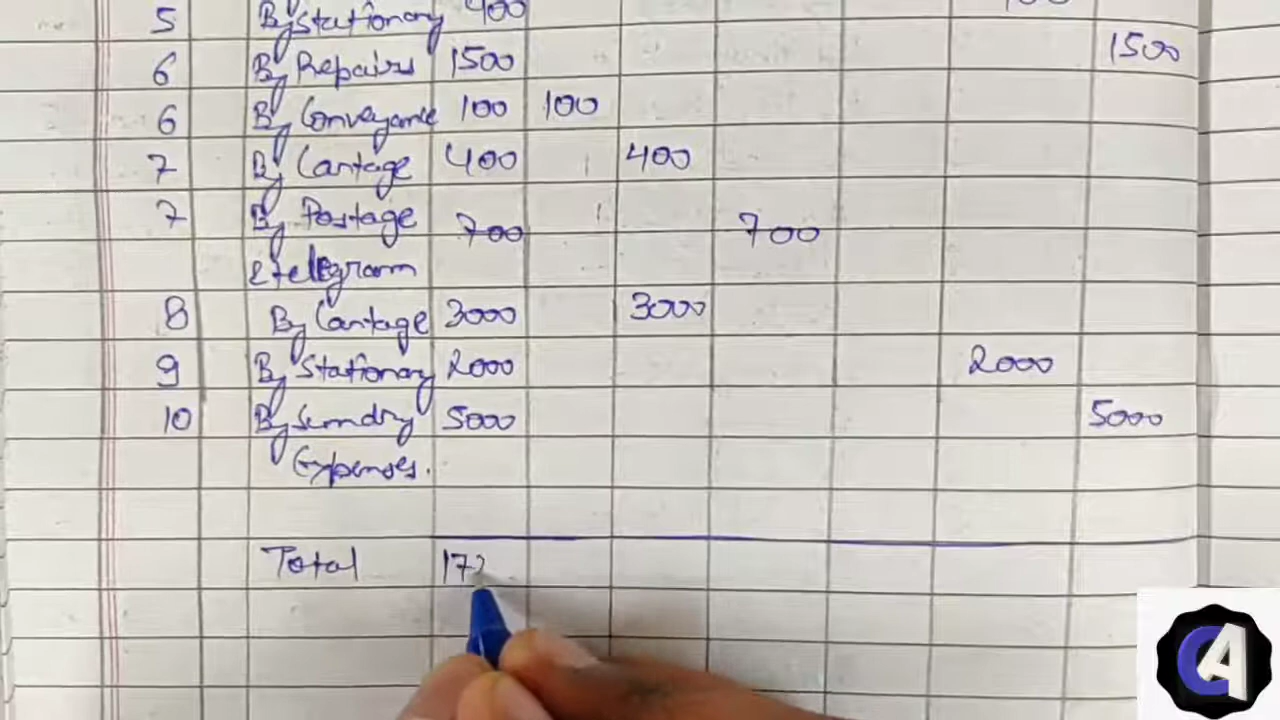 5 By Stationary 400
1500
6 By Repairs 1500
6 By Conveyance 100 100
7 By Cartage 400 400
7 By Postage 700 700
& telegram
8 By Cartage 3000 3000
9 By Stationary 2000 2000
10 By Sundry 5000 5000
Expenses.
Total 17
CA